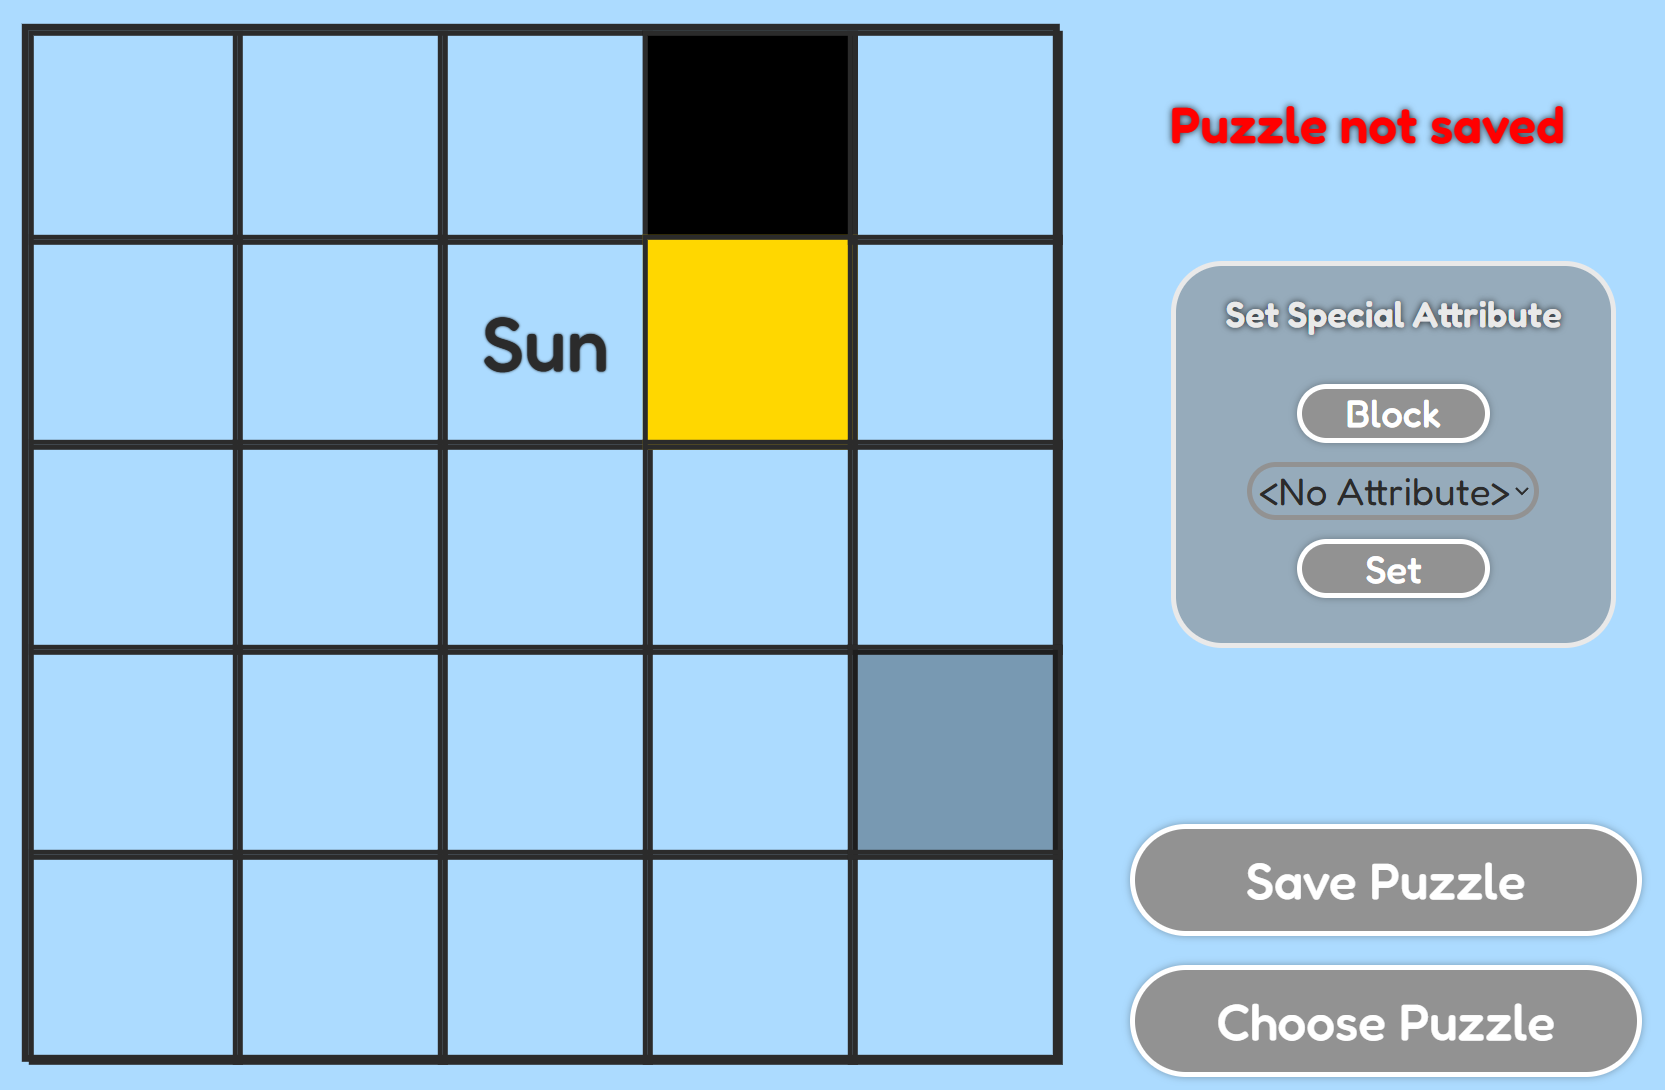 Puzzle not saved
Set Special Attribute
Sun
Block
<No Attribute>
Set
Save Puzzle
Choose Puzzle